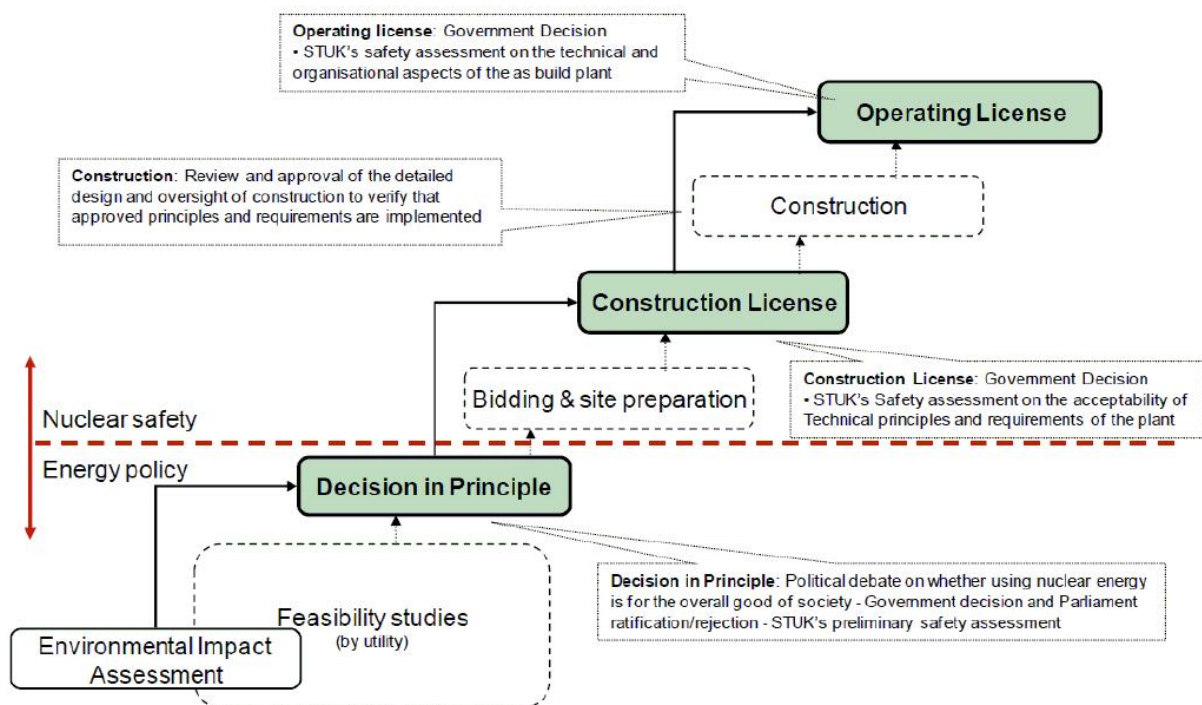 Operating license: Government Decision
• STUK's safety assessment on the technical and
organisational aspects of the as build plant
Operating License
Construction: Review and approval of the detailed
design and oversight of construction to verify that
approved principles and requirements are implemented
Construction
Construction License
Construction License: Government Decision
• STUK's Safety assessment on the acceptability of
Technical principles and requirements of the plant
Bidding & site preparation
Nuclear safety
Energy policy
Decision in Principle
Decision in Principle: Political debate on whether using nuclear energy
is for the overall good of society - Government decision and Parliament
ratification/rejection - STUK's preliminary safety assessment
Feasibility studies
(by utility)
Environmental Impact
Assessment